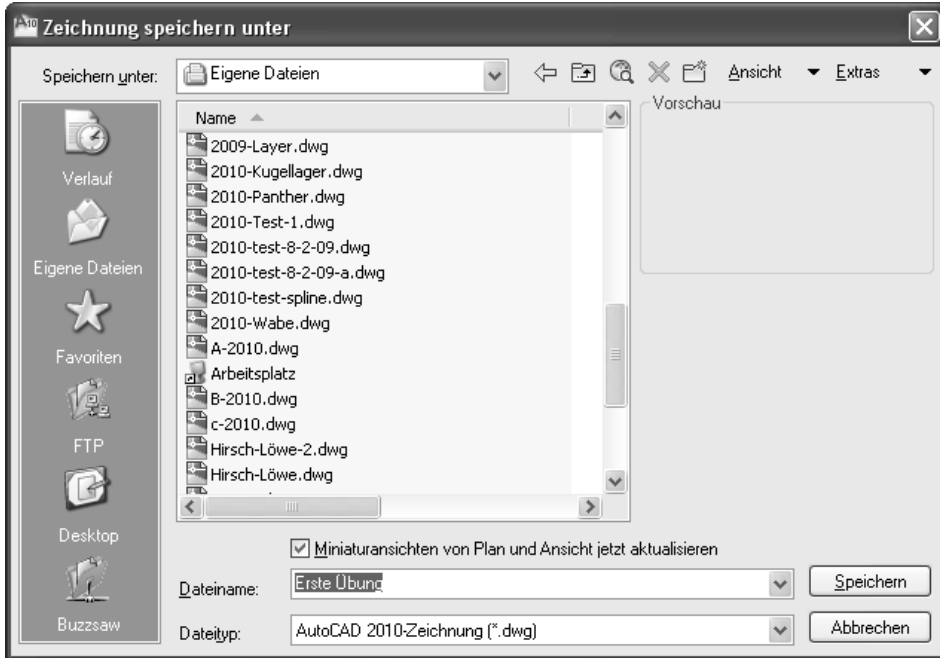 Zeichnung speichern unter
Speichern unter: Eigene Dateien Ansicht Extras
Verlauf
Eigene Dateien
Favoriten
FTP
Desktop
Buzzsaw
Name
2009-Layer.dwg
2010-Kugellager.dwg
2010-Panther.dwg
2010-Test-1.dwg
2010-test-8-2-09.dwg
2010-test-8-2-09-a.dwg
2010-test-spline.dwg
2010-Wabe.dwg
A-2010.dwg
Arbeitsplatz
B-2010.dwg
c-2010.dwg
Hirsch-Löwe-2.dwg
Hirsch-Löwe.dwg
Vorschau
Miniaturansichten von Plan und Ansicht jetzt aktualisieren
Dateiname: Erste Übung Speichern
Dateityp: AutoCAD 2010-Zeichnung (*.dwg) Abbrechen